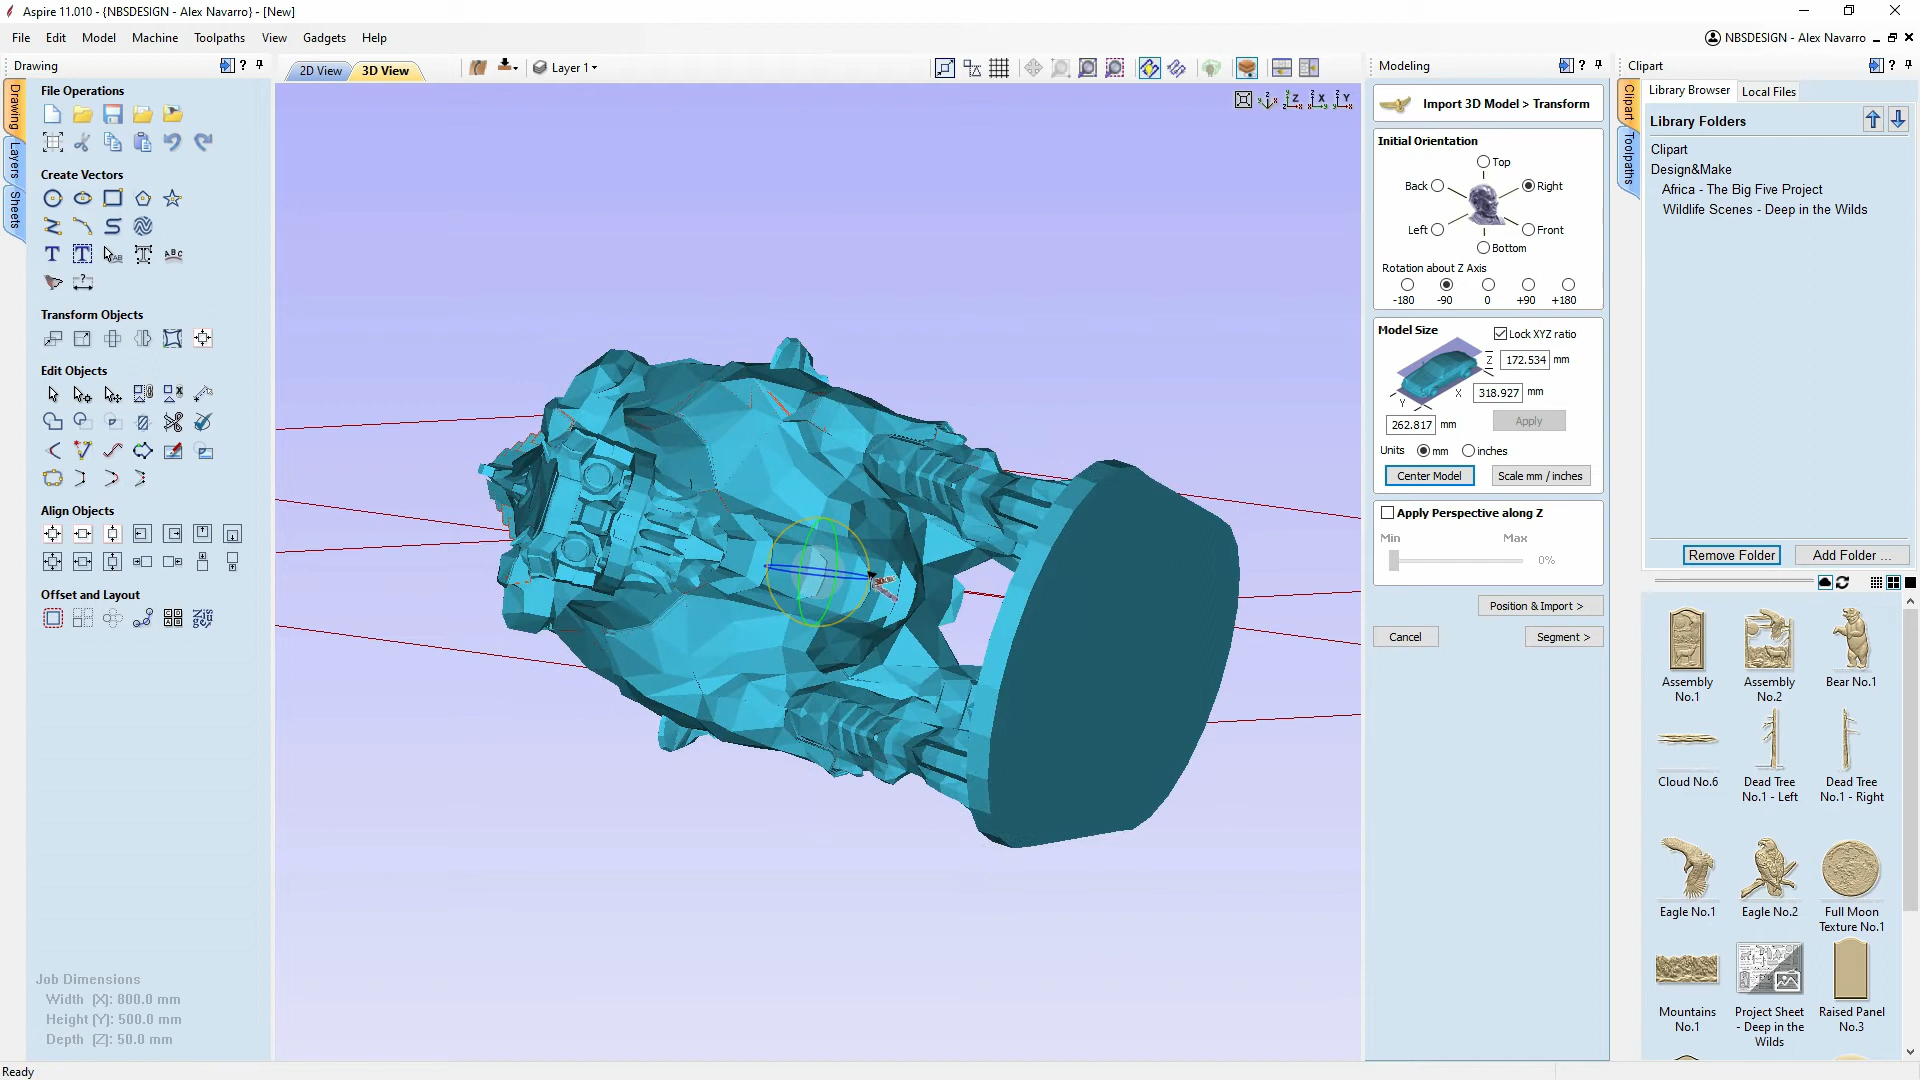 Aspire 11.010 - {NBSDESIGN - Alex Navarro} - [New]
File Edit Model Machine Toolpaths View Gadgets Help
NBSDESIGN - Alex Navarro
Drawing
2D View
3D View
Layer 1
Modeling
Clipart
Drawing
Layers
Sheets
File Operations
Create Vectors
Transform Objects
Edit Objects
Align Objects
Offset and Layout
Job Dimensions
Width (X): 800.0 mm
Height (Y): 500.0 mm
Depth (Z): 50.0 mm
Ready
Import 3D Model > Transform
Initial Orientation
Top
Back
Right
Left
Front
Bottom
Rotation about Z Axis
-180 -90 0 +90 +180
Model Size
Lock XYZ ratio
Z 172.534 mm
X 318.927 mm
Y
262.817 mm
Apply
Units mm inches
Center Model
Scale mm / inches
Apply Perspective along Z
Min Max
0%
Position & Import >
Cancel
Segment >
Clipart
Toolpaths
Library Browser
Local Files
Library Folders
Clipart
Design&Make
Africa - The Big Five Project
Wildlife Scenes - Deep in the Wilds
Remove Folder
Add Folder ...
Assembly No.1
Assembly No.2
Bear No.1
Cloud No.6
Dead Tree No.1 - Left
Dead Tree No.1 - Right
Eagle No.1
Eagle No.2
Full Moon Texture No.1
Mountains No.1
Project Sheet - Deep in the Wilds
Raised Panel No.3